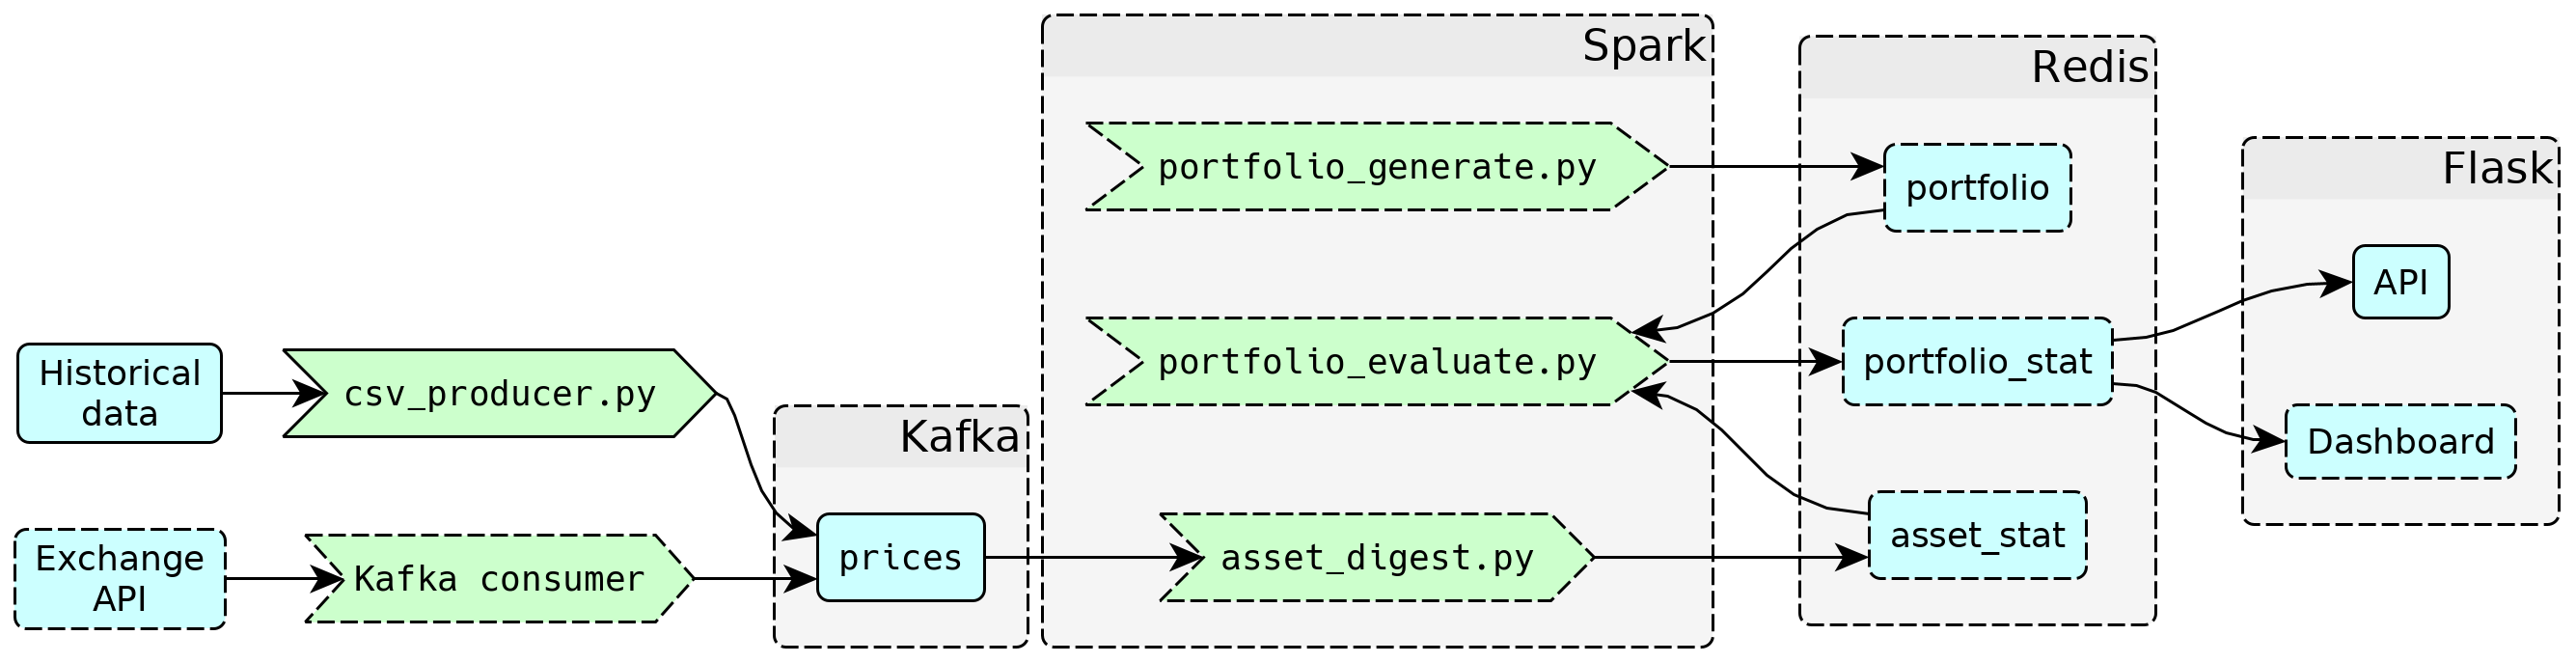 Spark
Redis
portfolio_generate.py
portfolio
Flask
API
portfolio_evaluate.py
portfolio_stat
Historical
data
csv_producer.py
Kafka
Dashboard
Exchange
API
Kafka consumer
prices
asset_digest.py
asset_stat